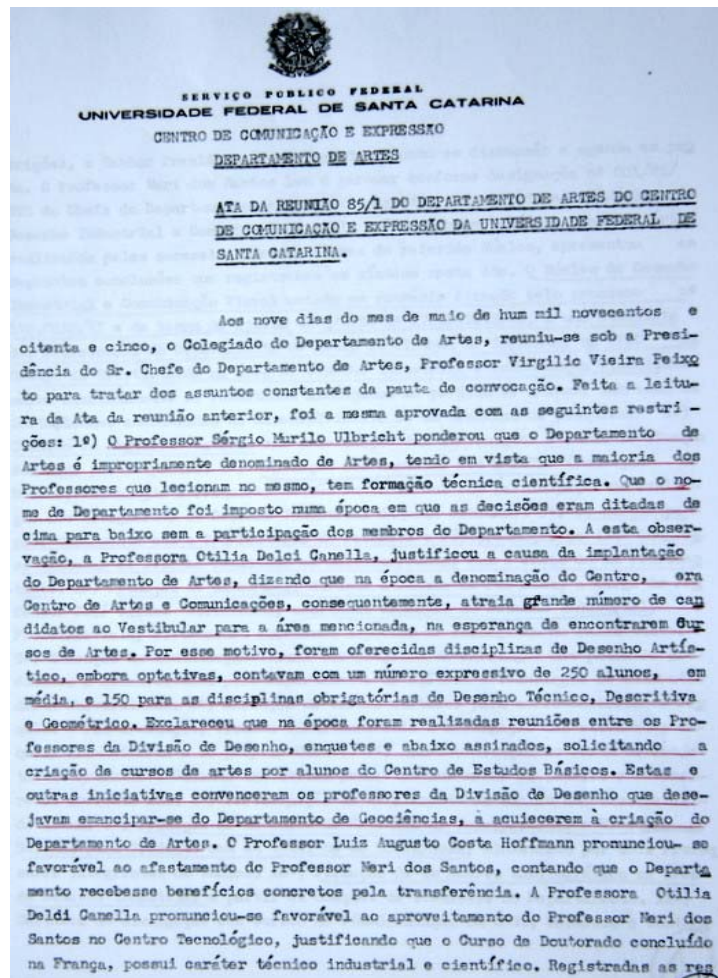 SERVIÇO PÚBLICO FEDERAL
UNIVERSIDADE FEDERAL DE SANTA CATARINA
CENTRO DE COMUNICAÇÃO E EXPRESSÃO
DEPARTAMENTO DE ARTES
ATA DA REUNIÃO 85/1 DO DEPARTAMENTO DE ARTES DO CENTRO
DE COMUNICAÇÃO E EXPRESSÃO DA UNIVERSIDADE FEDERAL DE
SANTA CATARINA.
Aos nove dias do mes de maio de hum mil novecentos e
oitenta e cinco, o Colegiado do Departamento de Artes, reuniu-se sob a Presi-
dência do Sr. Chefe do Departamento de Artes, Professor Virgilio Vieira Peixo
to para tratar dos assuntos constantes da pauta de convocação. Feita a leitu-
ra da Ata da reunião anterior, foi a mesma aprovada com as seguintes restri -
ções: 1º) O Professor Sérgio Murilo Ulbricht ponderou que o Departamento de
Artes é impropriamente denominado de Artes, tendo em vista que a maioria dos
Professores que lecionam no mesmo, tem formação técnica científica. Que o no-
me de Departamento foi imposto numa época em que as decisões eram ditadas de
cima para baixo sem a participação dos membros do Departamento. A esta obser-
vação, a Professora Otilia Delci Canella, justificou a causa da implantação
do Departamento de Artes, dizendo que na época a denominação do Centro, era
Centro de Artes e Comunicações, consequentemente, atraia grande número de can
didatos ao Vestibular para a área mencionada, na esperança de encontrarem Cur
sos de Artes. Por esse motivo, foram oferecidas disciplinas de Desenho Artís-
tico, embora optativas, contavam com um número expressivo de 250 alunos, em
média, e 150 para as disciplinas obrigatórias de Desenho Técnico, Descritiva
e Geométrico. Exclareceu que na época foram realizadas reuniões entre os Pro-
fessores da Divisão de Desenho, enquetes e abaixo assinados, solicitando a
criação de cursos de artes por alunos do Centro de Estudos Básicos. Estas e
outras iniciativas convenceram os professores da Divisão de Desenho que dese-
javam emancipar-se do Departamento de Geociências, à acuiecerem à criação do
Departamento de Artes. O Professor Luiz Augusto Costa Hoffmann pronunciou- se
favorável ao afastamento do Professor Neri dos Santos, contando que o Departa
mento recebesse benefícios concretos pela transferência. A Professora Otilia
Deldi Canella pronunciou-se favorável ao aproveitamento do Professor Neri dos
Santos no Centro Tecnológico, justificando que o Curso de Doutorado concluído
na França, possui caráter técnico industrial e científico. Registradas as res